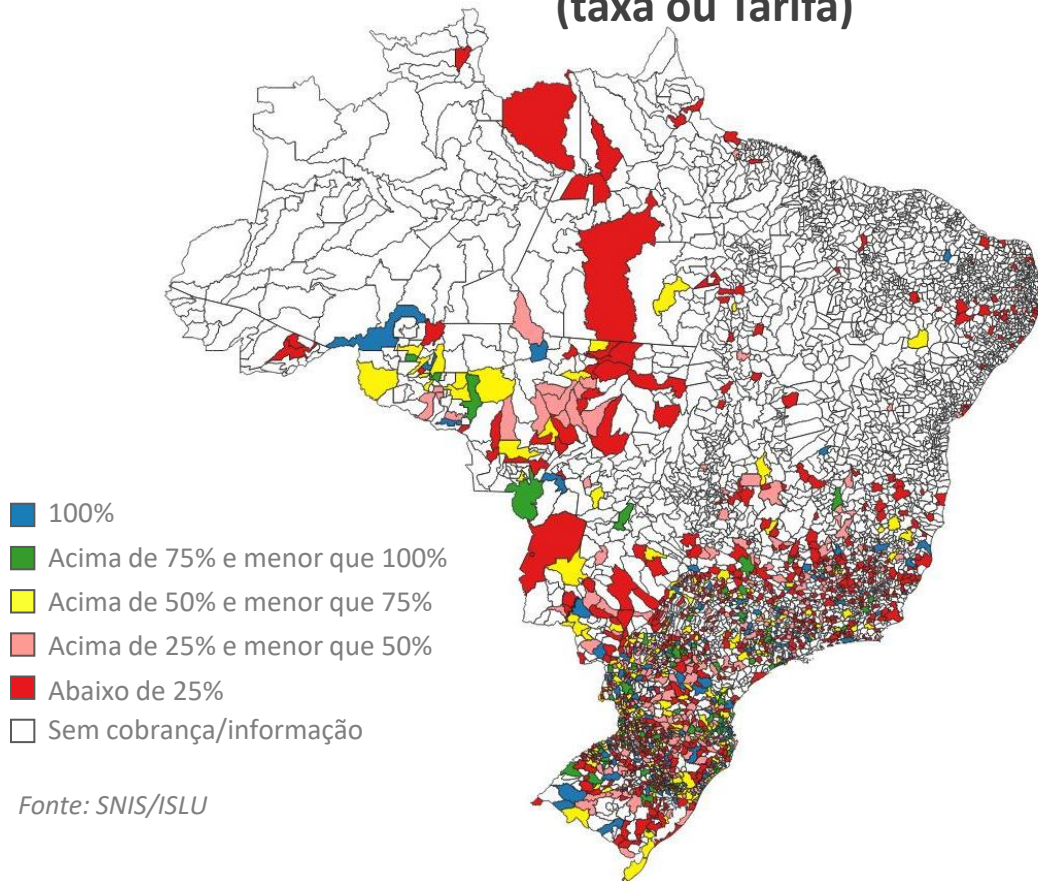 (taxa ou Tarifa)
100%
Acima de 75% e menor que 100%
Acima de 50% e menor que 75%
Acima de 25% e menor que 50%
Abaixo de 25%
Sem cobrança/informação
Fonte: SNIS/ISLU